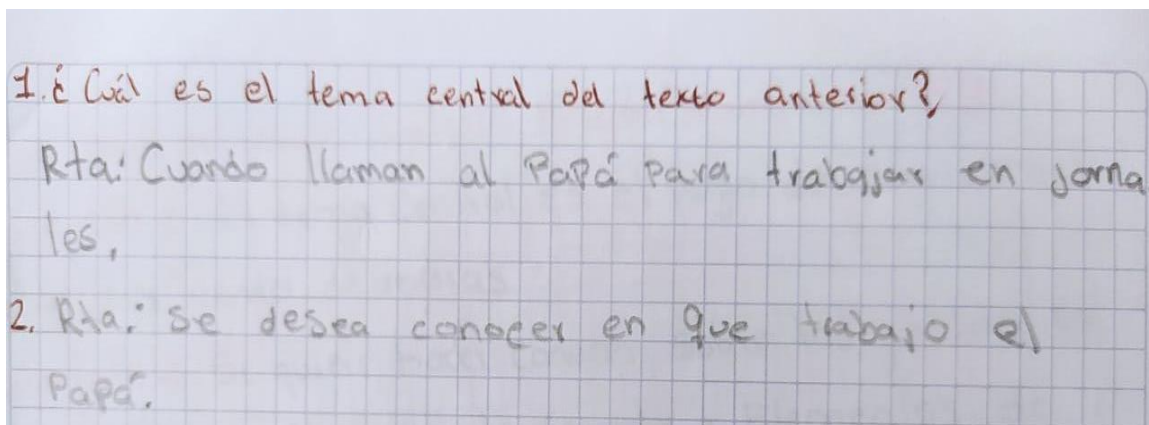 1. ¿Cuál es el tema central del texto anterior?
Rta: Cuando llaman al Papá para trabajar en jorna
les,
2. Rta: Se desea conocer en que trabajo el
Papá.